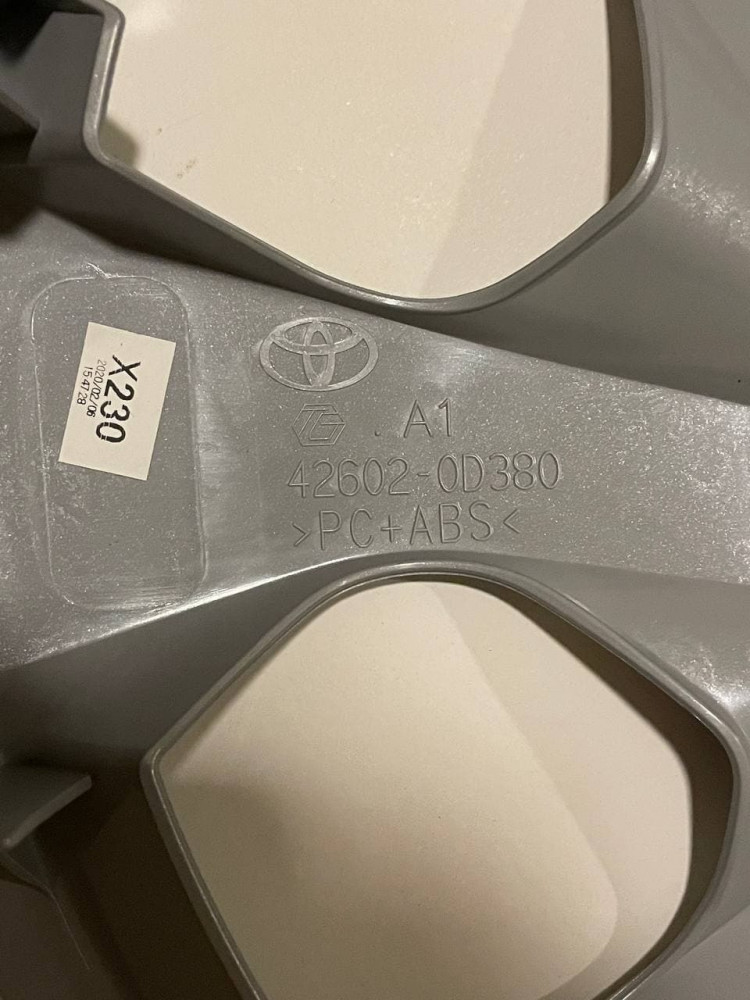 X230
2020/02/06
15:47:28
. A1
42602-0D380
>PC+ABS<